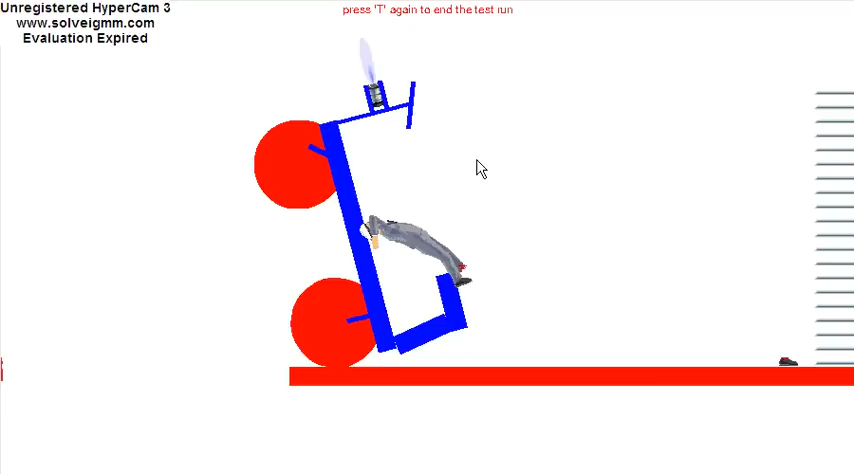 Unregistered HyperCam 3
www.solveigmm.com
Evaluation Expired
press 'T' again to end the test run